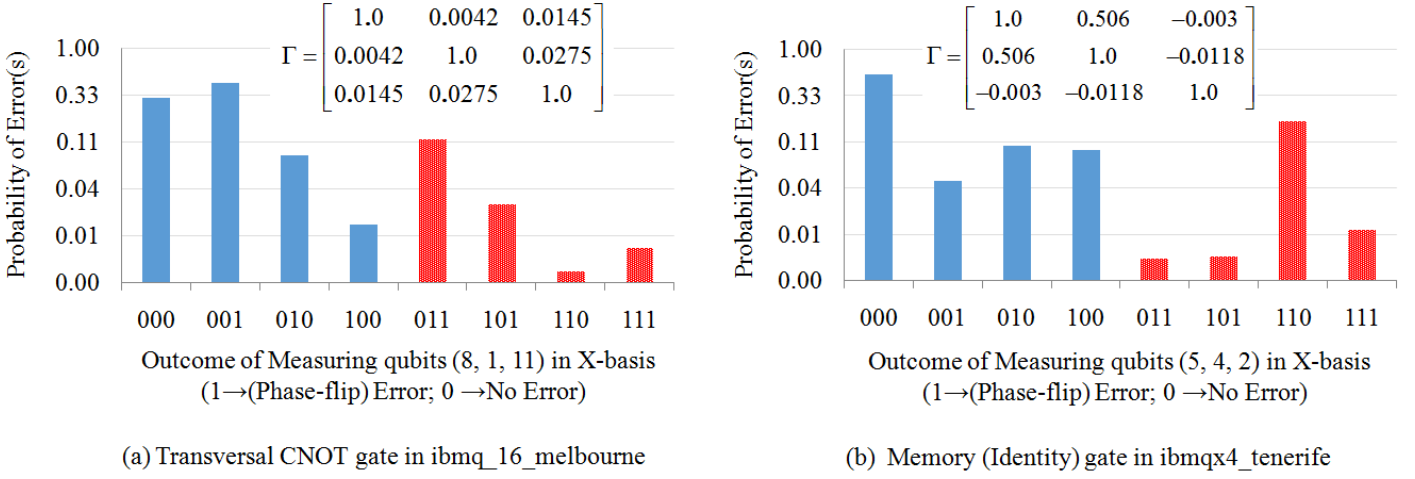 Γ =
1.0 0.0042 0.0145
0.0042 1.0 0.0275
0.0145 0.0275 1.0
Probability of Error(s)
1.00
0.33
0.11
0.04
0.01
0.00
000 001 010 100 011 101 110 111
Outcome of Measuring qubits (8, 1, 11) in X-basis
(1→(Phase-flip) Error; 0 →No Error)
(a) Transversal CNOT gate in ibmq_16_melbourne
Γ =
1.0 0.506 −0.003
0.506 1.0 −0.0118
−0.003 −0.0118 1.0
Probability of Error(s)
1.00
0.33
0.11
0.04
0.01
0.00
000 001 010 100 011 101 110 111
Outcome of Measuring qubits (5, 4, 2) in X-basis
(1→(Phase-flip) Error; 0 →No Error)
(b) Memory (Identity) gate in ibmqx4_tenerife